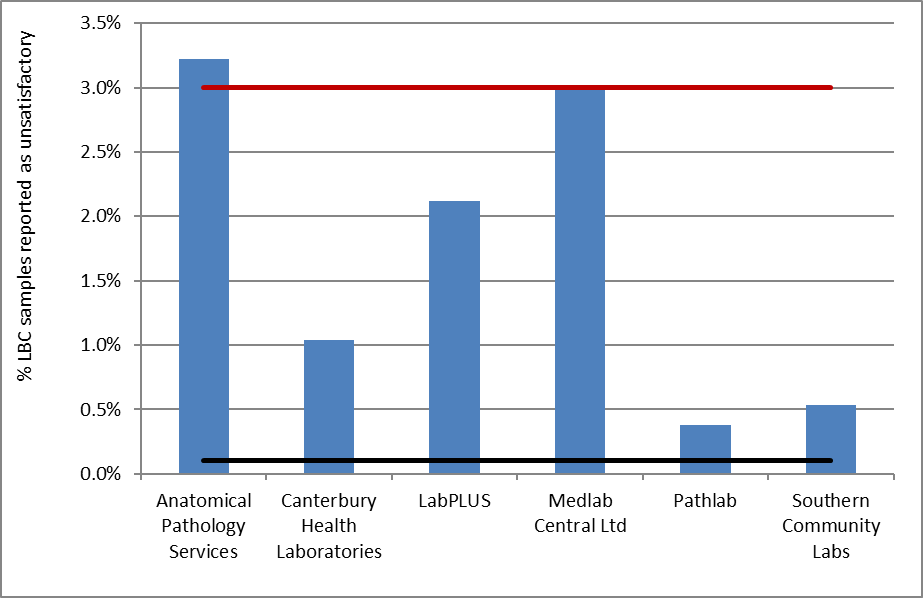 % LBC samples reported as unsatisfactory
3.5%
3.0%
2.5%
2.0%
1.5%
1.0%
0.5%
0.0%
Anatomical
Pathology
Services
Canterbury
Health
Laboratories
LabPLUS
Medlab
Central Ltd
Pathlab
Southern
Community
Labs